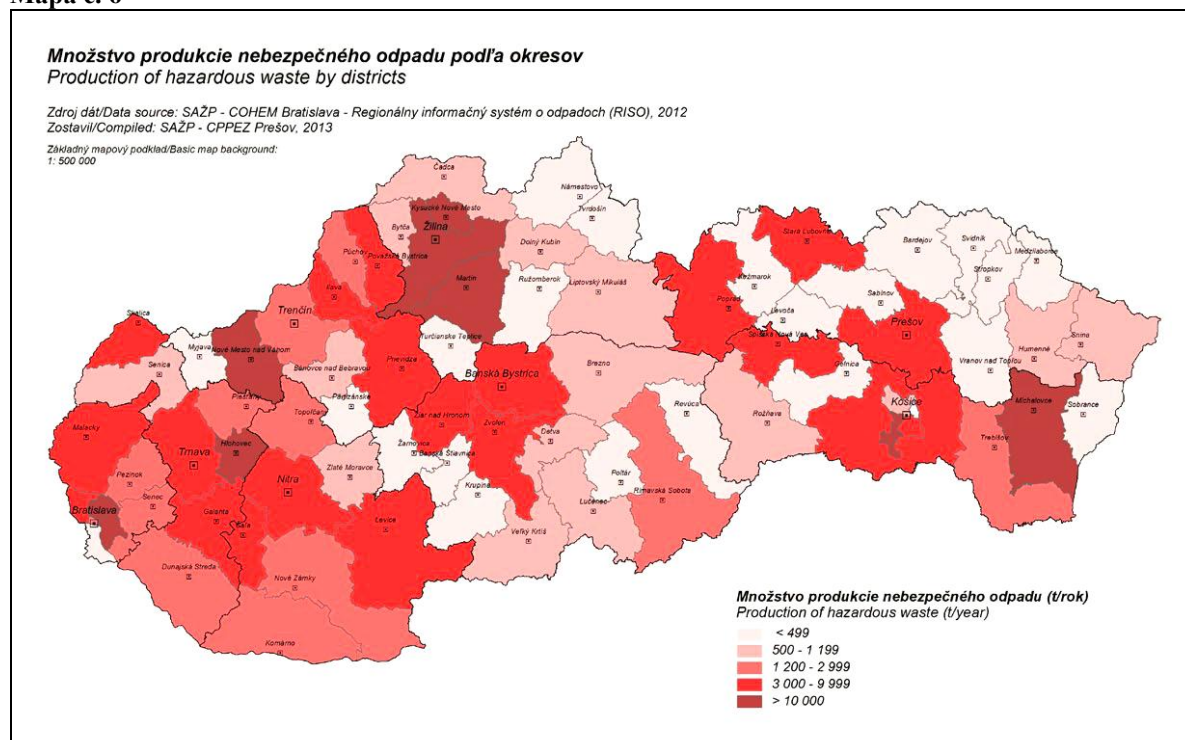 Množstvo produkcie nebezpečného odpadu podľa okresov
Production of hazardous waste by districts
Zdroj dát/Data source: SAŽP - COHEM Bratislava - Regionálny informačný systém o odpadoch (RISO), 2012
Zostavil/Compiled: SAŽP - CPPEZ Prešov, 2013
Základný mapový podklad/Basic map background:
1: 500 000
Čadca
Námestovo
Tvrdošín
Kysucké Nové Mesto
Bytča
Žilina
Dolný Kubín
Stará Ľubovňa
Bardejov
Svidník
Medzilaborce
Stropkov
Púchov
Považská Bystrica
Martin
Ružomberok
Liptovský Mikuláš
Kežmarok
Poprad
Sabinov
Levoča
Ilava
Skalica
Trenčín
Turčianske Teplice
Spišská Nová Ves
Prešov
Humenné
Snina
Myjava
Nové Mesto nad Váhom
Senica
Bánovce nad Bebravou
Prievidza
Banská Bystrica
Brezno
Gelnica
Vranov nad Topľou
Piešťany
Partizánske
Topoľčany
Žiar nad Hronom
Zvolen
Detva
Revúca
Rožňava
Košice
Michalovce
Sobrance
Malacky
Trnava
Hlohovec
Zlaté Moravce
Žarnovica
Banská Štiavnica
Trebišov
Pezinok
Nitra
Krupina
Poltár
Rimavská Sobota
Senec
Bratislava
Galanta
Šaľa
Levice
Lučenec
Veľký Krtíš
Dunajská Streda
Nové Zámky
Komárno
Množstvo produkcie nebezpečného odpadu (t/rok)
Production of hazardous waste (t/year)
< 499
500 - 1 199
1 200 - 2 999
3 000 - 9 999
> 10 000